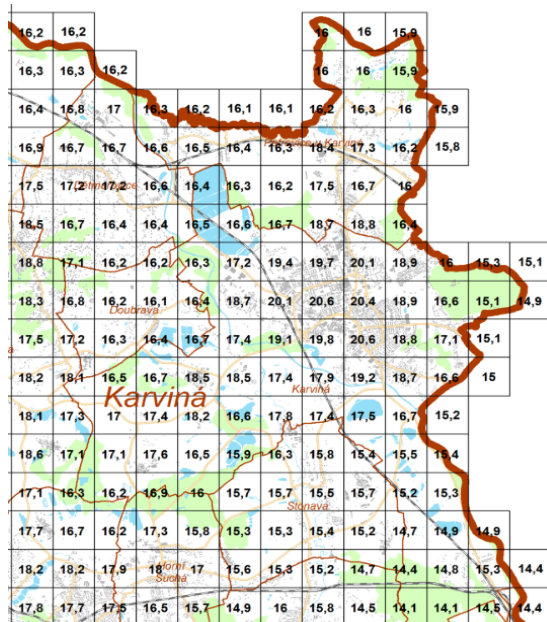 16,2 16,2 16 16 15,9
16,3 16,3 16,2 16 16 15,9
16,4 16,8 17 16,3 16,2 16,1 16,1 16,2 16,3 16 15,9
16,9 16,7 16,7 16,6 16,5 16,4 16,3 18,4 17,3 16,2 15,8
17,5 17,2 17,2 16,6 16,4 16,3 16,2 17,5 16,7 16
18,5 16,7 16,4 16,4 16,5 16,6 16,7 18,7 18,8 16,4
18,8 17,1 16,2 16,2 16,3 17,2 19,4 19,7 20,1 18,9 16 15,3 15,1
18,3 16,8 16,2 16,1 16,4 18,7 20,1 20,6 20,4 18,9 16,6 15,1 14,9
Doubrava
17,5 17,2 16,3 16,4 16,7 17,4 19,1 19,8 20,6 18,8 17,1 15,1
18,2 18,1 16,5 16,7 18,5 18,5 17,4 17,9 19,2 18,7 16,6 15
Karviná
Karviná
18,1 17,3 17 17,4 18,2 16,6 17,8 17,4 17,5 16,7 15,2
18,6 17,1 17,1 17,6 16,5 15,9 16,3 15,8 15,4 15,5 15,4
17,1 16,3 16,2 16,9 16 15,7 15,7 15,5 15,7 15,2 15,3
Stonava
17,7 16,7 16,2 17,3 15,8 15,3 15,3 15,4 15,2 14,7 14,9 14,9
Horní
18,2 18,2 17,9 18 17 15,6 15,3 15,2 14,7 14,4 14,8 15,3 14,4
Suchá
17,8 17,7 17,5 16,5 15,7 14,9 16 15,8 14,5 14,1 14,1 14,5 14,4